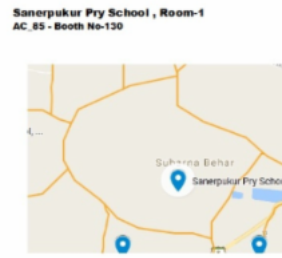 Sanerpukur Pry School , Room-1
AC_85 - Booth No-130
Subarna Behar
Sanerpukur Pry Schoo